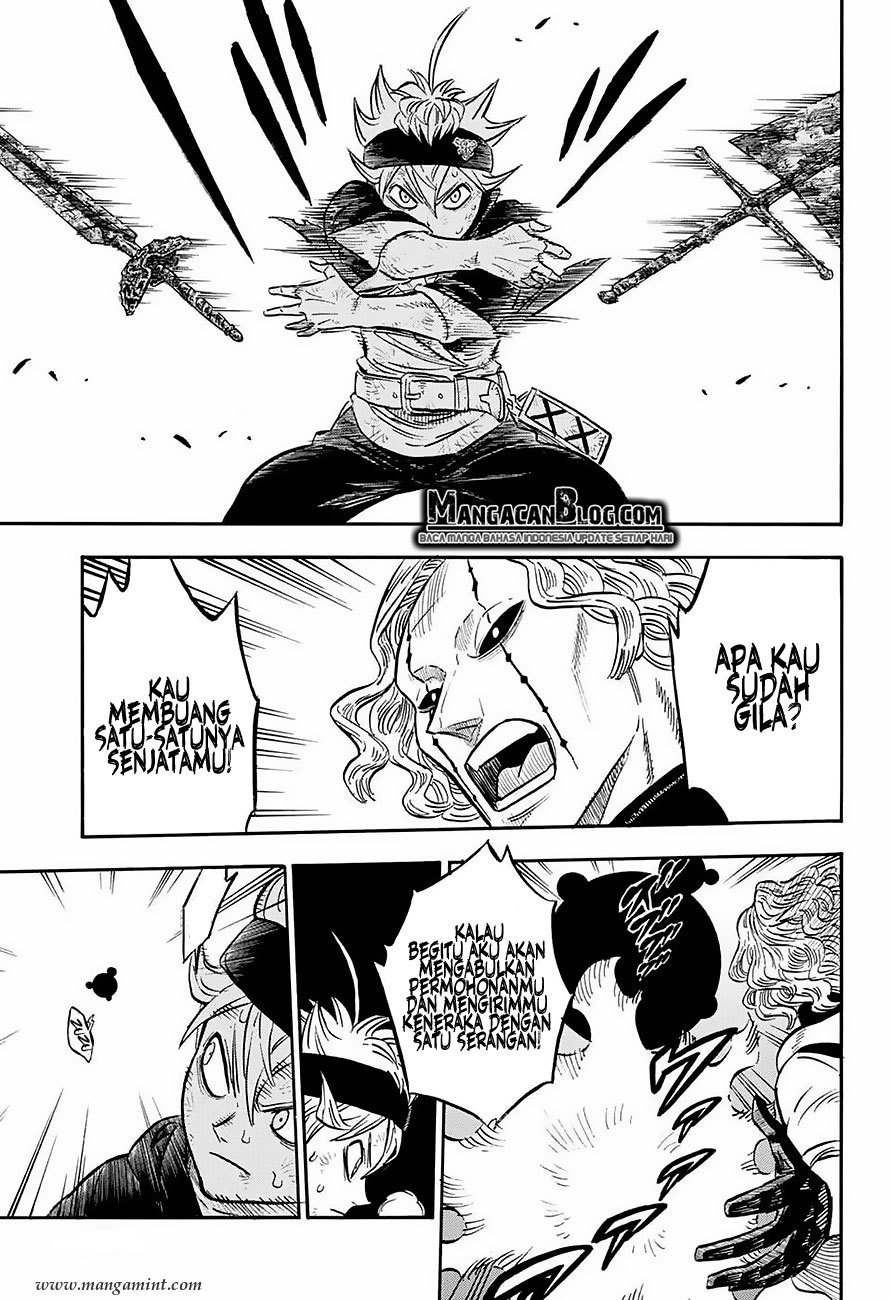 MANGACANBLOG.COM
BACA MANGA BAHASA INDONESIA UPDATE SETIAP HARI
APA KAU
SUDAH
GILA?
KAU
MEMBUANG
SATU-SATUNYA
SENJATAMU!
KALAU
BEGITU AKU AKAN
MENGABULKAN
PERMOHONANMU
DAN MENGIRIMMU
KENERAKA DENGAN
SATU SERANGAN!
www.mangamint.com